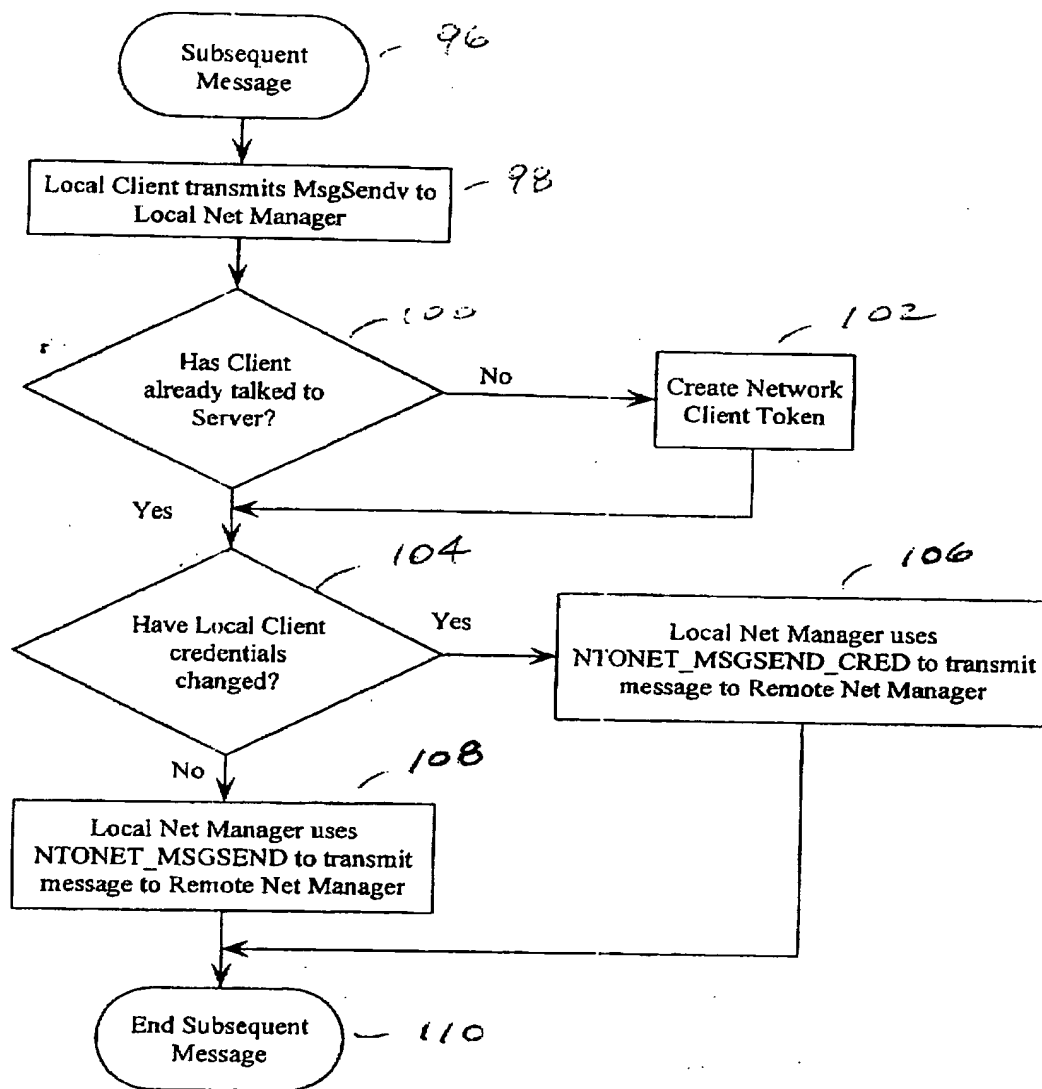 Subsequent
Message
96
Local Client transmits MsgSendv to
Local Net Manager
98
100
Has Client
already talked to
Server?
No
102
Create Network
Client Token
Yes
104
Have Local Client
credentials
changed?
Yes
106
Local Net Manager uses
NTONET_MSGSEND_CRED to transmit
message to Remote Net Manager
No
108
Local Net Manager uses
NTONET_MSGSEND to transmit
message to Remote Net Manager
End Subsequent
Message
110